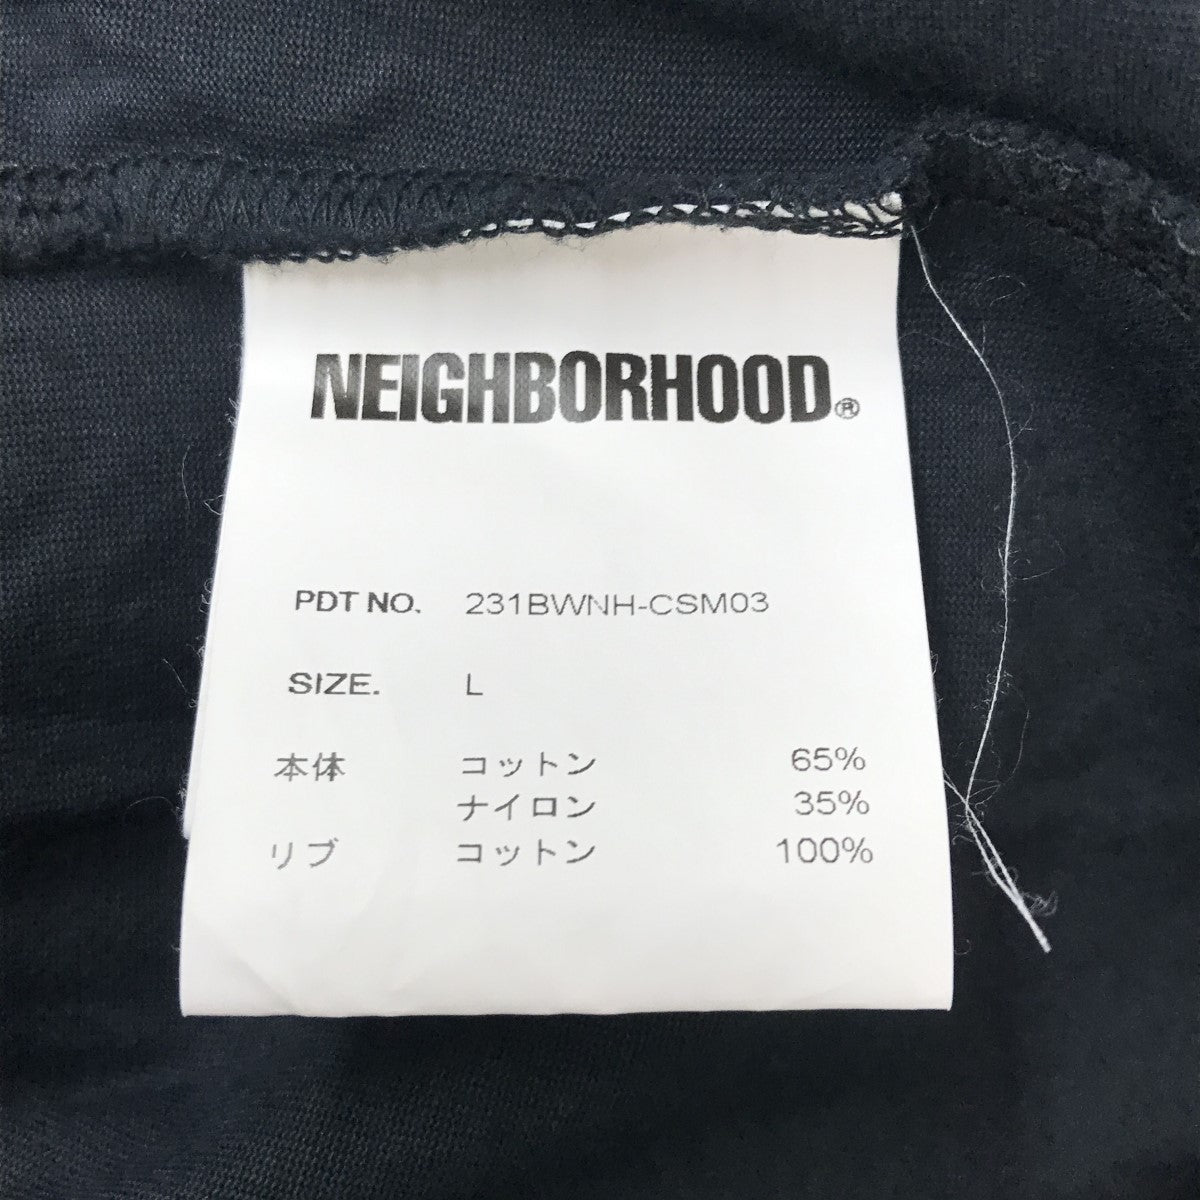 NEIGHBORHOOD®
PDT NO. 231BWNH-CSM03
SIZE. L
本体 コットン 65%
ナイロン 35%
リブ コットン 100%